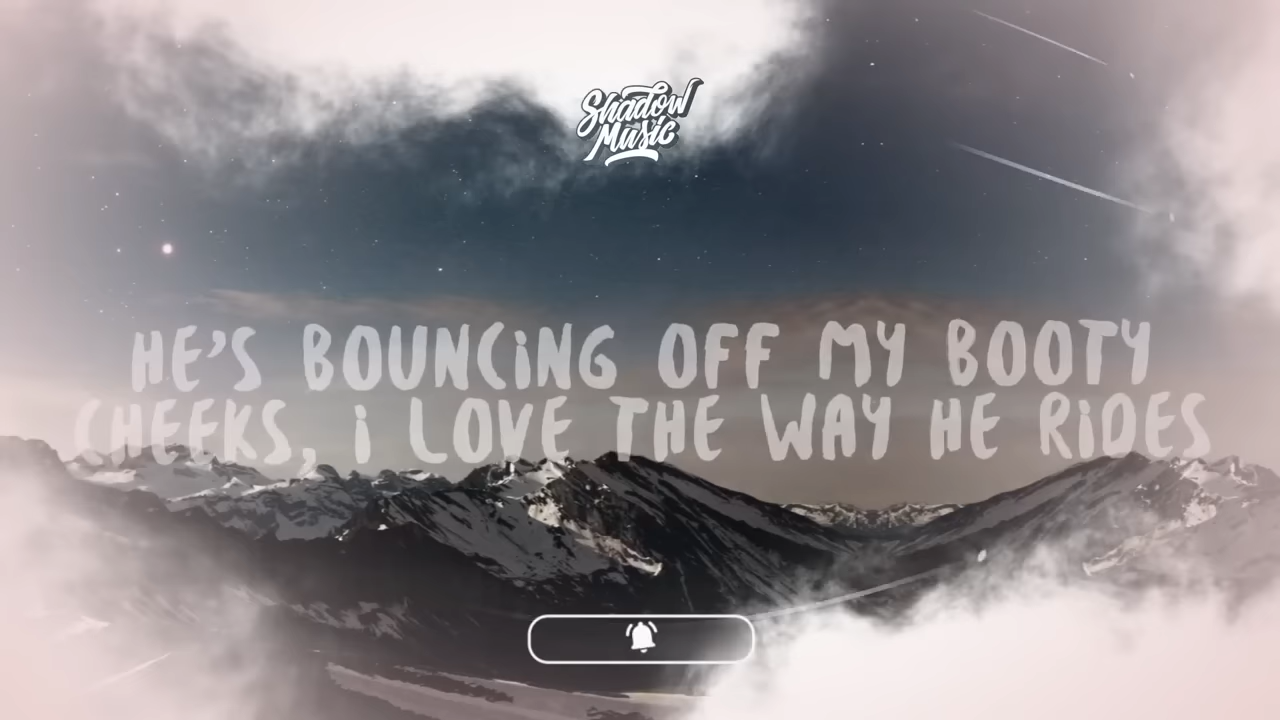 Shadow
Music
HE'S BOUNCING OFF MY BOOTY
CHEEKS, I LOVE THE WAY HE RIDES